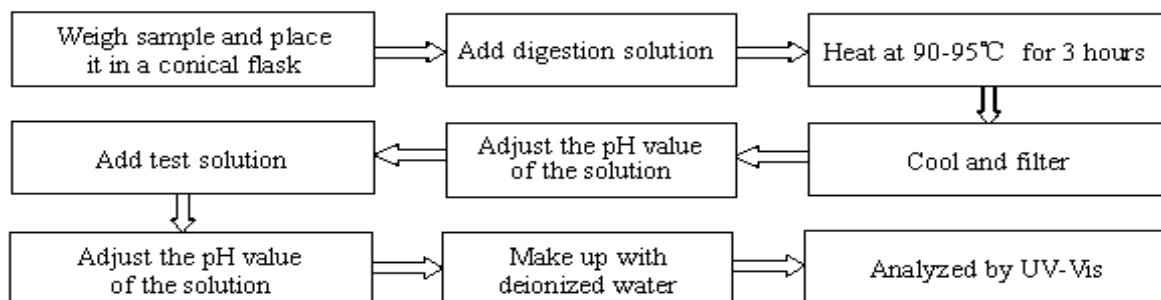 Weigh sample and place
it in a conical flask
Add digestion solution
Heat at 90-95℃ for 3 hours
Cool and filter
Adjust the pH value
of the solution
Add test solution
Adjust the pH value
of the solution
Make up with
deionized water
Analyzed by UV-Vis